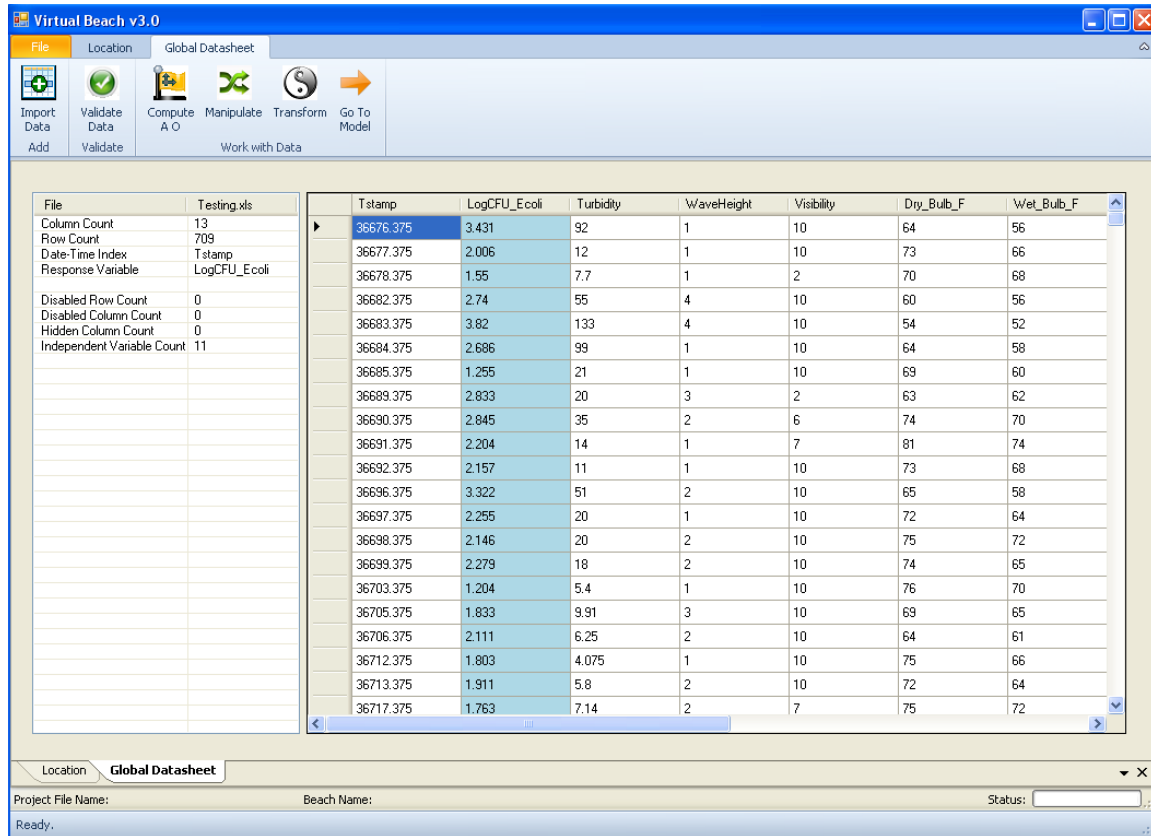 Virtual Beach v3.0
File Location Global Datasheet
Import Data Validate Data Compute A O Manipulate Transform Go To Model
Add Validate Work with Data
File Testing.xls
Column Count 13
Row Count 709
Date-Time Index Tstamp
Response Variable LogCFU_Ecoli
Disabled Row Count 0
Disabled Column Count 0
Hidden Column Count 0
Independent Variable Count 11
Tstamp LogCFU_Ecoli Turbidity WaveHeight Visibility Dry_Bulb_F Wet_Bulb_F
36676.375 3.431 92 1 10 64 56
36677.375 2.006 12 1 10 73 66
36678.375 1.55 7.7 1 2 70 68
36682.375 2.74 55 4 10 60 56
36683.375 3.82 133 4 10 54 52
36684.375 2.686 99 1 10 64 58
36685.375 1.255 21 1 10 69 60
36689.375 2.833 20 3 2 63 62
36690.375 2.845 35 2 6 74 70
36691.375 2.204 14 1 7 81 74
36692.375 2.157 11 1 10 73 68
36696.375 3.322 51 2 10 65 58
36697.375 2.255 20 1 10 72 64
36698.375 2.146 20 2 10 75 72
36699.375 2.279 18 2 10 74 65
36703.375 1.204 5.4 1 10 76 70
36705.375 1.833 9.91 3 10 69 65
36706.375 2.111 6.25 2 10 64 61
36712.375 1.803 4.075 1 10 75 66
36713.375 1.911 5.8 2 10 72 64
36717.375 1.763 7.14 2 7 75 72
Location Global Datasheet
Project File Name: Beach Name: Status:
Ready.